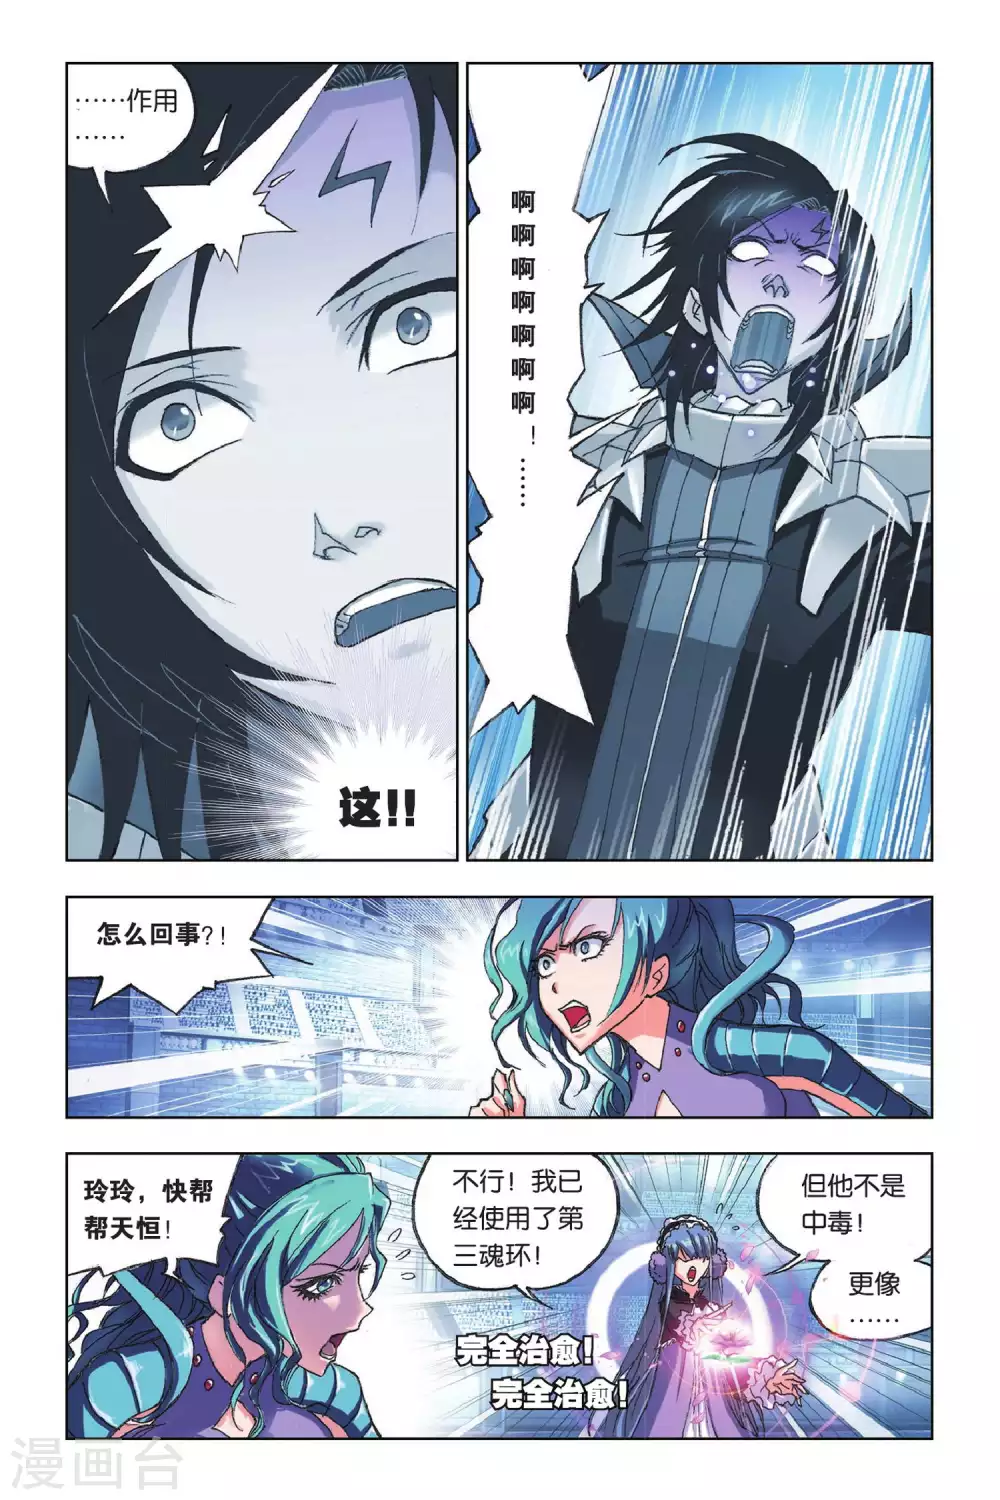 ……作用
……
这!!
啊啊啊啊啊啊啊!……
怎么回事?!
玲玲，快帮
帮天恒！
不行！我已
经使用了第
三魂环！
完全治愈！
完全治愈！
但他不是
中毒！
更像
……
漫画台